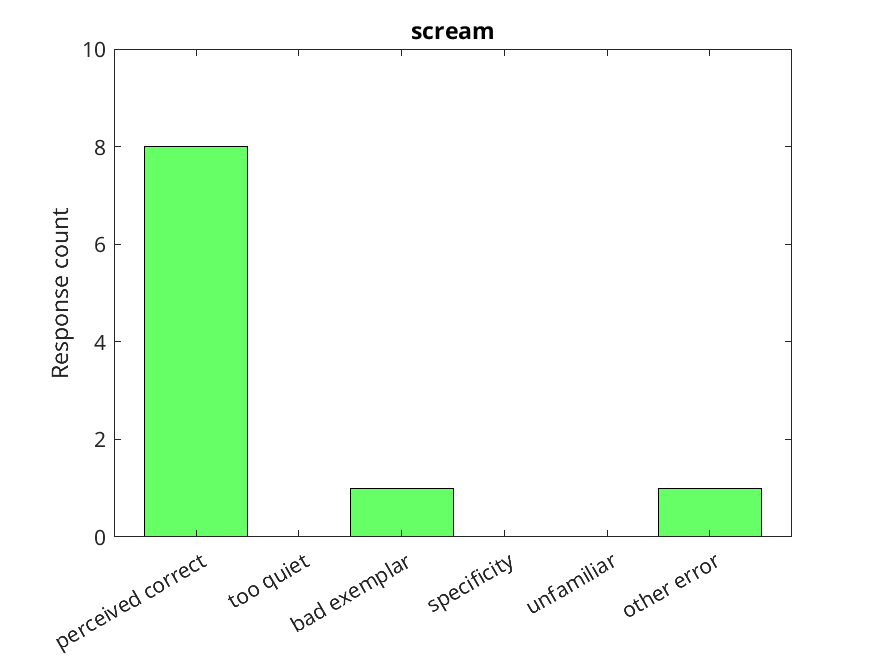 scream
Response count
10
8
6
4
2
0
perceived correct
too quiet
bad exemplar
specificity
unfamiliar
other error